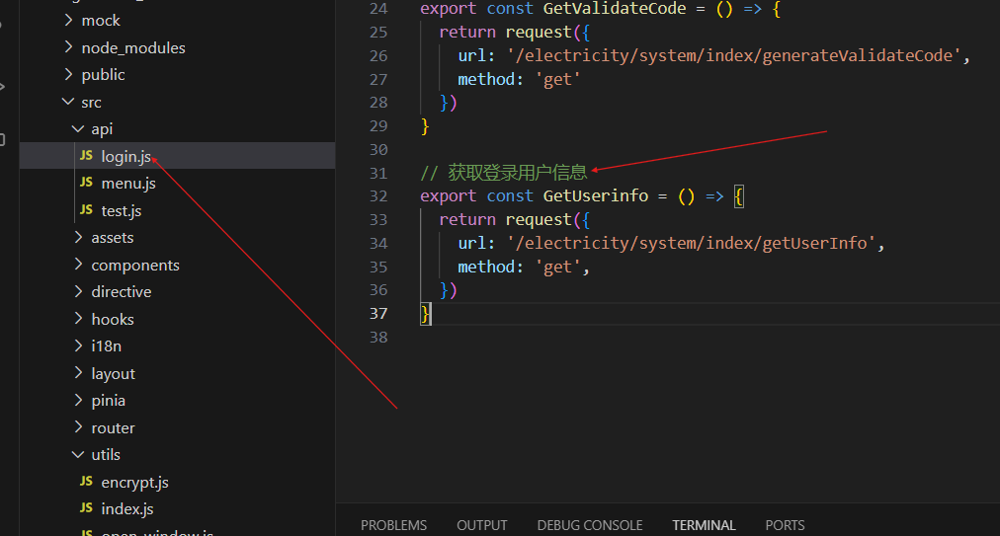 mock
node_modules
public
src
api
JS login.js
JS menu.js
JS test.js
assets
components
directive
hooks
i18n
layout
pinia
router
utils
JS encrypt.js
JS index.js
JS open_window.js
24 export const GetValidateCode = () => {
25 return request({
26 url: '/electricity/system/index/generateValidateCode',
27 method: 'get'
28 })
29 }
30
31 // 获取登录用户信息
32 export const GetUserinfo = () => {
33 return request({
34 url: '/electricity/system/index/getUserInfo',
35 method: 'get',
36 })
37 }
38
PROBLEMS OUTPUT DEBUG CONSOLE TERMINAL PORTS